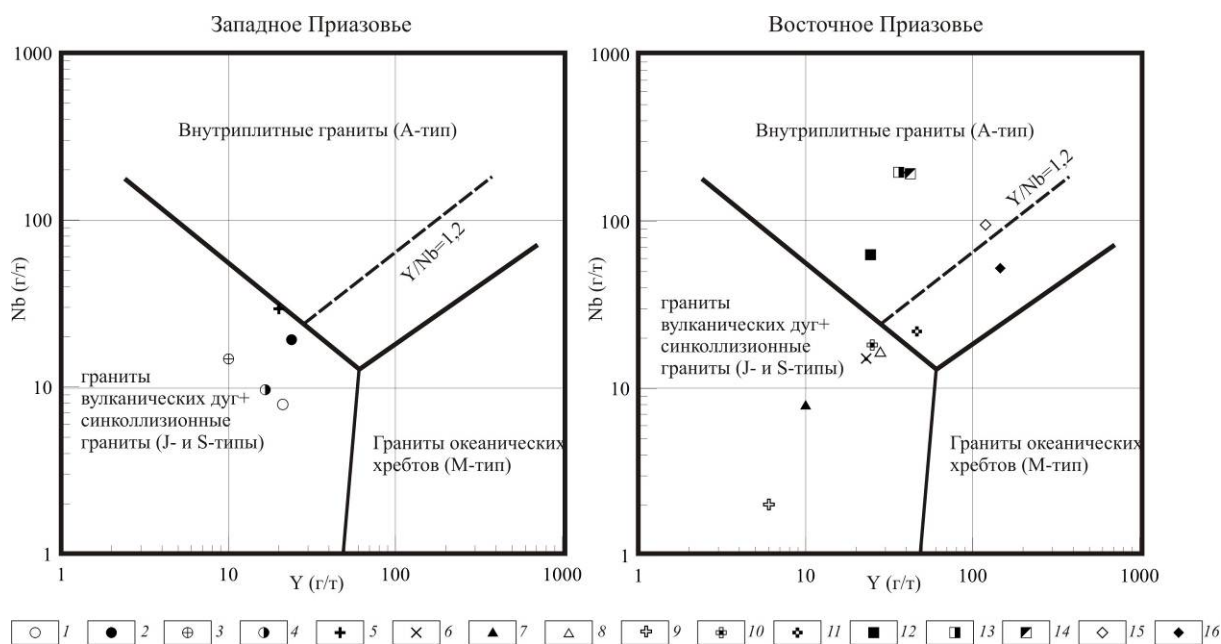 Западное Приазовье
1000
100
10
1
Nb (г/т)
Внутриплитные граниты (А-тип)
Y/Nb=1,2
граниты
вулканических дуг+
синколлизионные
граниты (J- и S-типы)
Граниты океанических
хребтов (М-тип)
1 10 100 1000
Y (г/т)
Восточное Приазовье
1000
100
10
1
Nb (г/т)
Внутриплитные граниты (А-тип)
Y/Nb=1,2
граниты
вулканических дуг+
синколлизионные
граниты (J- и S-типы)
Граниты океанических
хребтов (М-тип)
1 10 100 1000
Y (г/т)
1 2 3 4 5 6 7 8 9 10 11 12 13 14 15 16